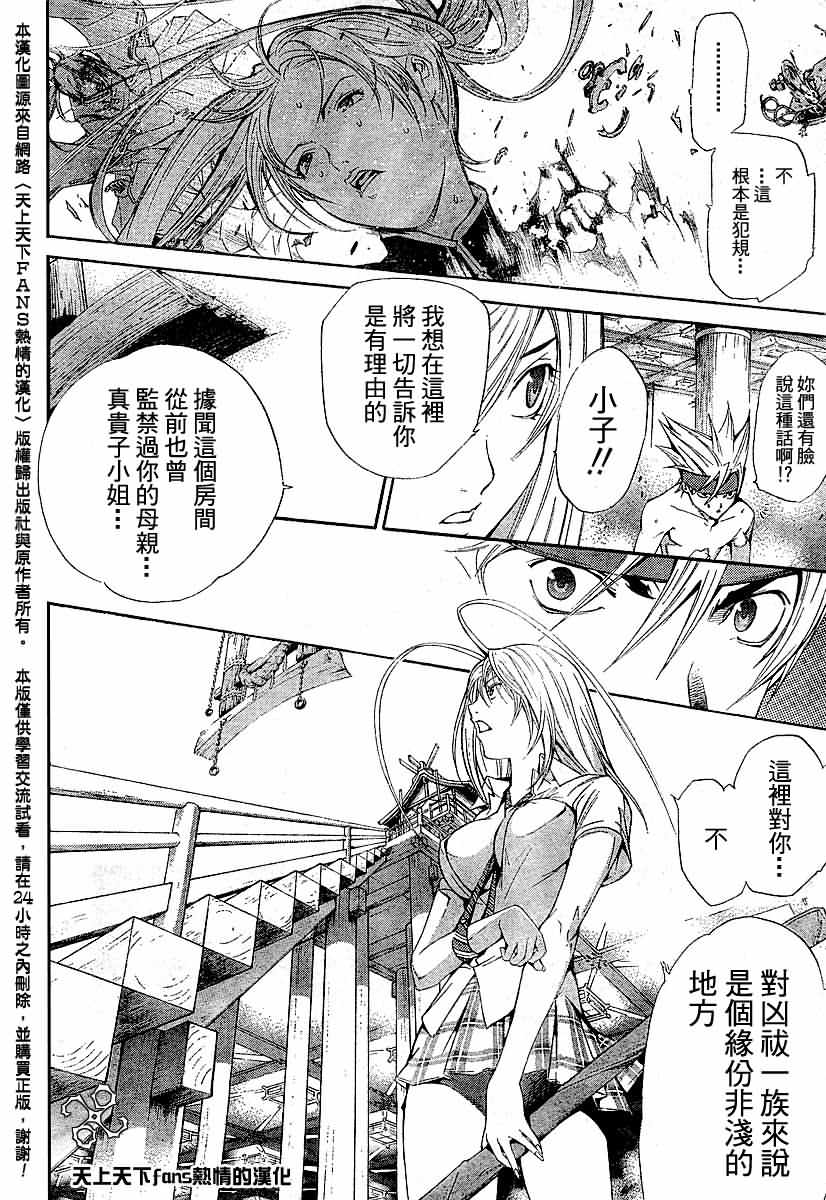 …………
………
不
…這
根本是犯規…
妳們還有臉
說這種話啊!?
小子!!
我想在這裡
將一切告訴你
是有理由的
據聞這個房間
從前也曾
監禁過你的母親…
真貴子小姐…
這裡對你…
不
對凶祓一族來說
是個緣份非淺的
地方
本漢化圖源來自網路〈天上天下FANS熱情的漢化〉版權歸出版社與原作者所有。 本版僅供學習交流試看，請在24小時之內刪除，並購買正版，謝謝！
天上天下fans熱情的漢化